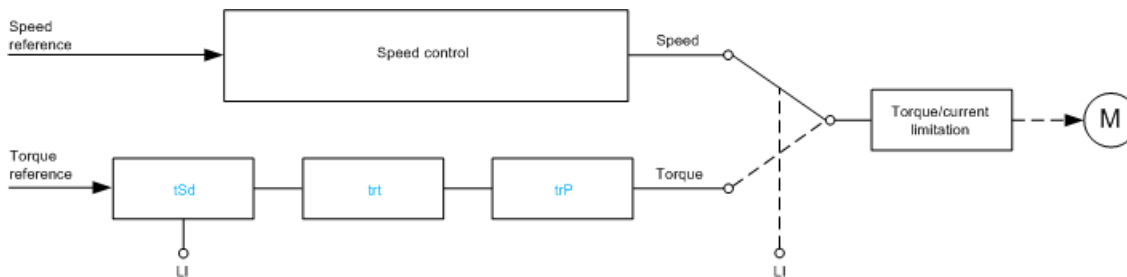 Speed
reference
Speed control
Speed
Torque/current
limitation
M
Torque
reference
tSd
trt
trP
Torque
LI
LI